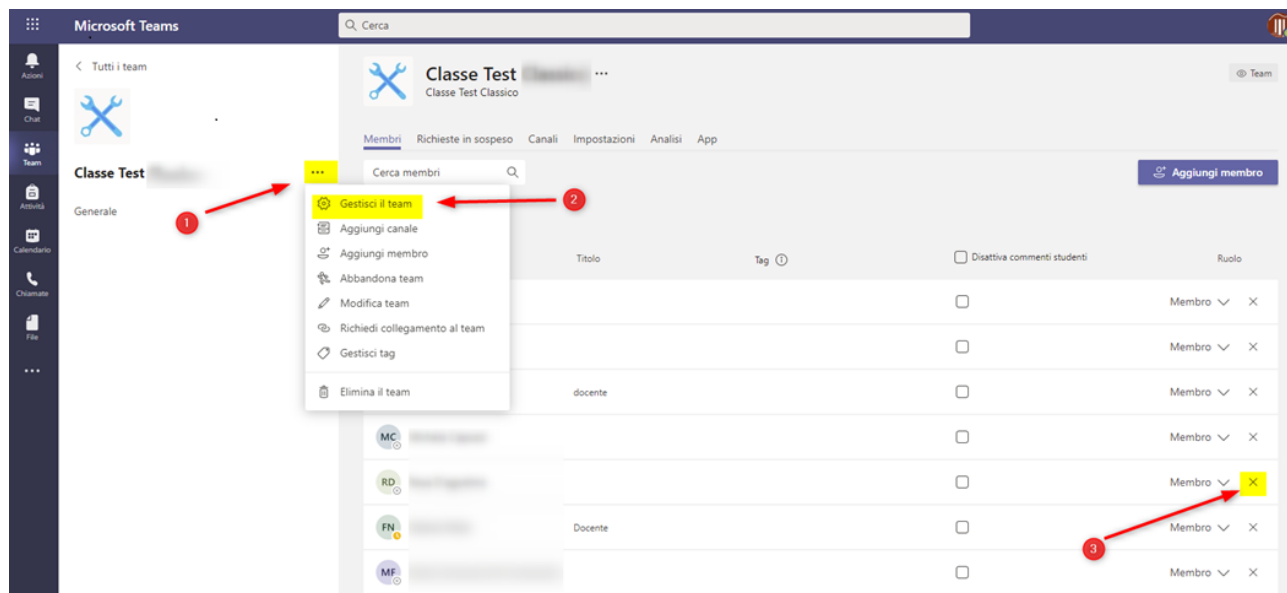 Microsoft Teams
Cerca
Azioni
Chat
Team
Attività
Calendario
Chiamate
File
Tutti i team
Classe Test
Generale
1
Gestisci il team
Aggiungi canale
Aggiungi membro
Abbandona team
Modifica team
Richiedi collegamento al team
Gestisci tag
Elimina il team
2
Classe Test
Classe Test Classico
Team
Membri Richieste in sospeso Canali Impostazioni Analisi App
Cerca membri
Aggiungi membro
Titolo Tag Disattiva commenti studenti Ruolo
Membro
Membro
docente Membro
MC Membro
RD Membro
FN Docente Membro
3
MF Membro